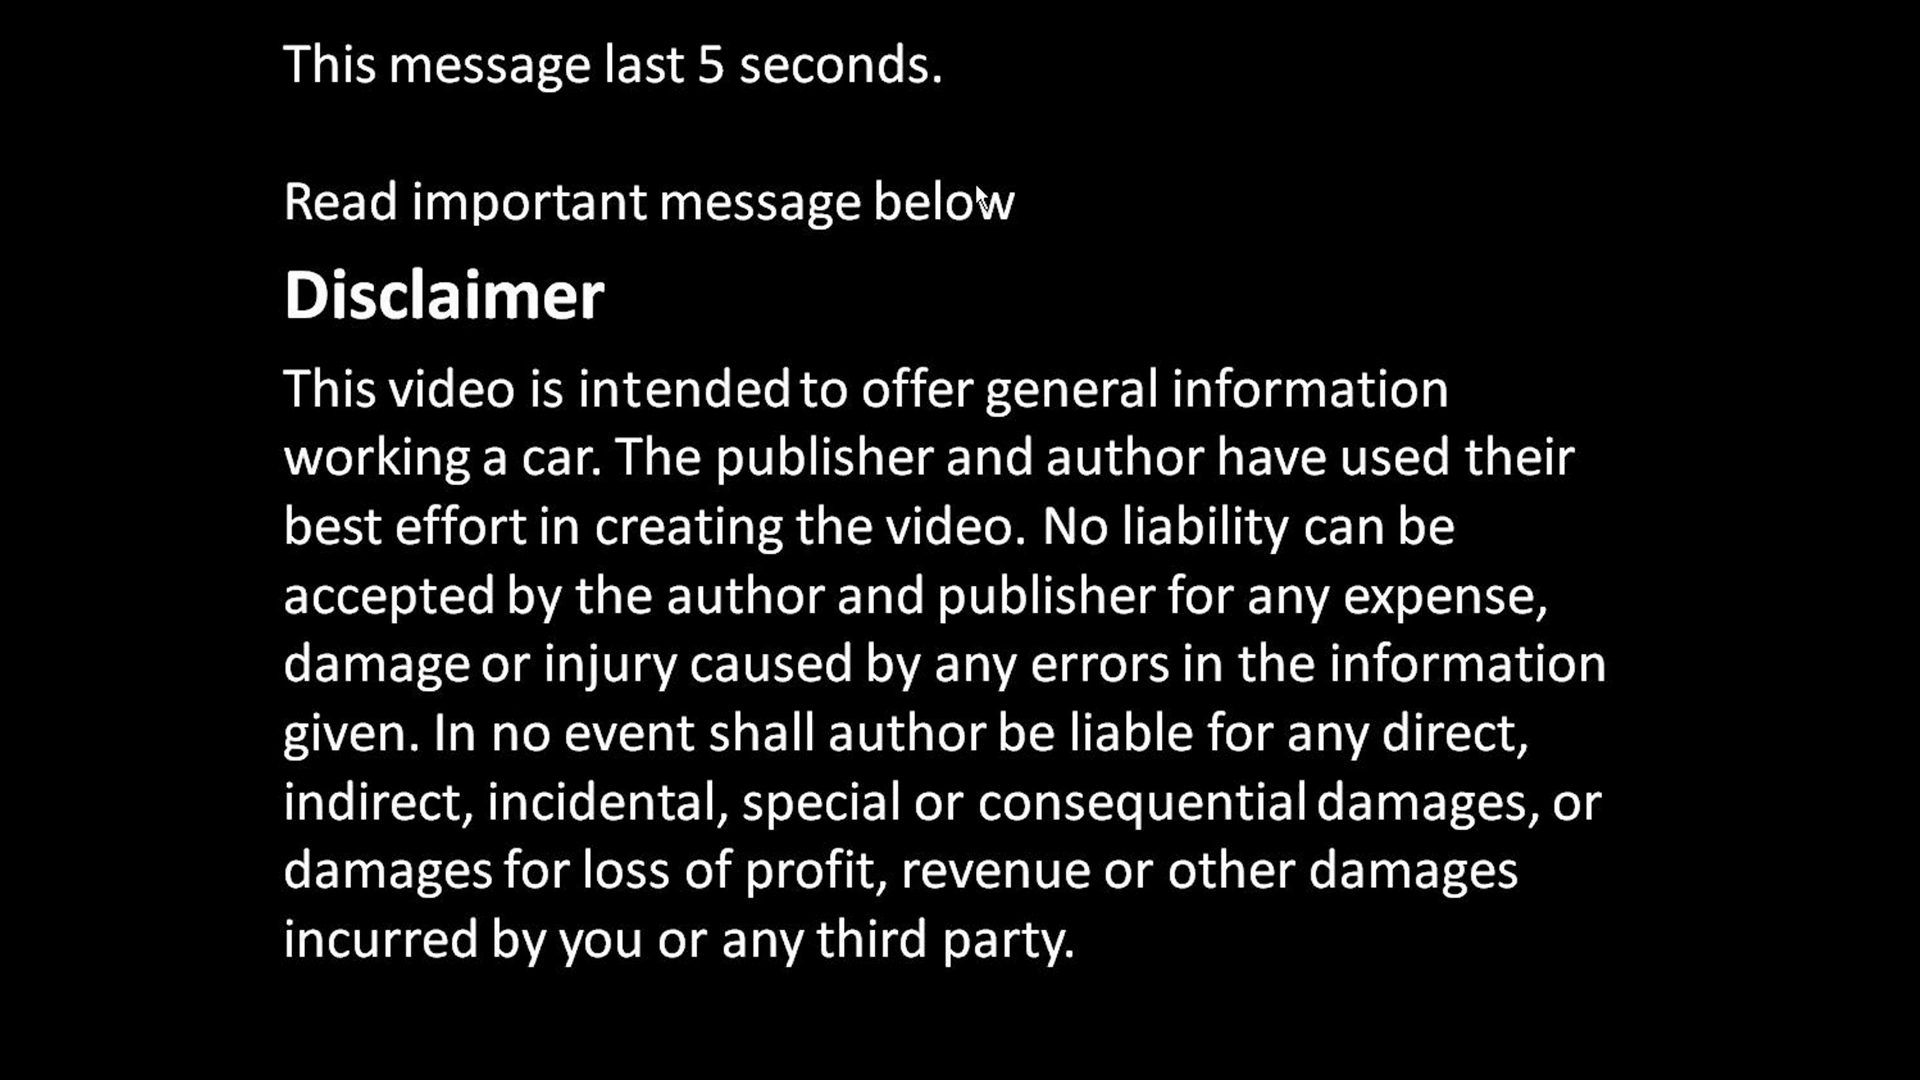 This message last 5 seconds.
Read important message below
Disclaimer
This video is intended to offer general information
working a car. The publisher and author have used their
best effort in creating the video. No liability can be
accepted by the author and publisher for any expense,
damage or injury caused by any errors in the information
given. In no event shall author be liable for any direct,
indirect, incidental, special or consequential damages, or
damages for loss of profit, revenue or other damages
incurred by you or any third party.